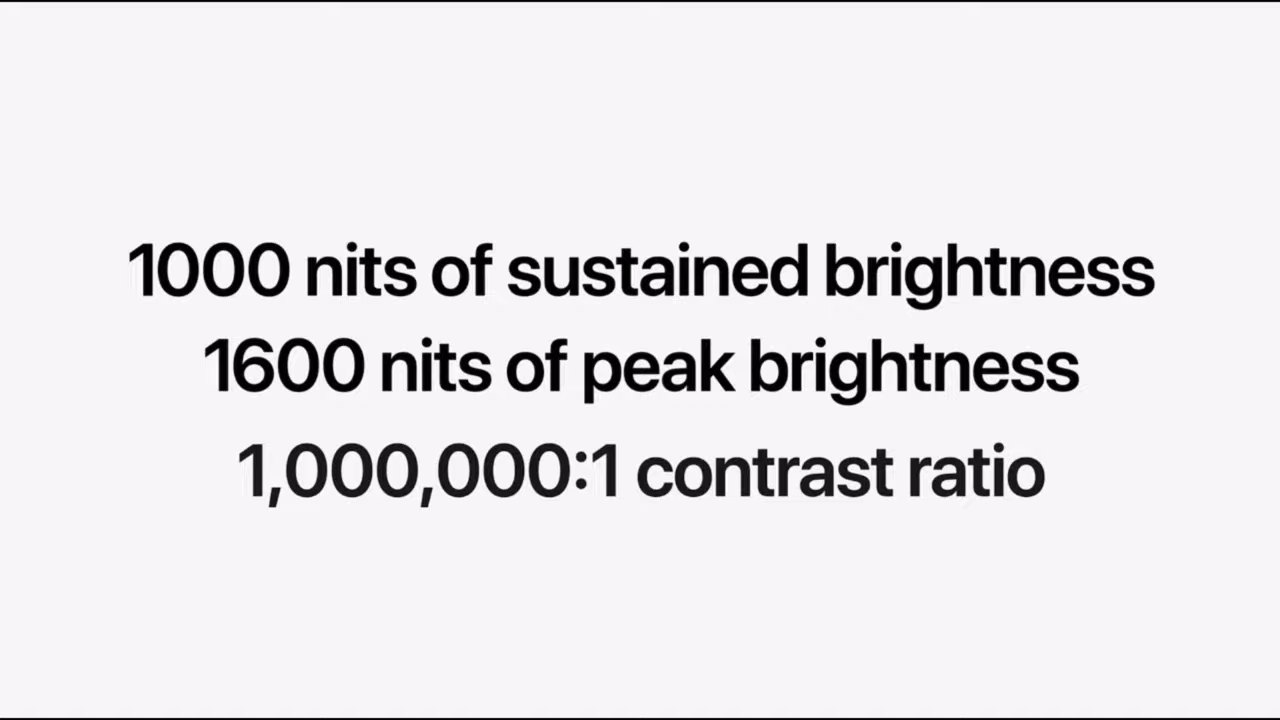 1000 nits of sustained brightness
1600 nits of peak brightness
1,000,000:1 contrast ratio